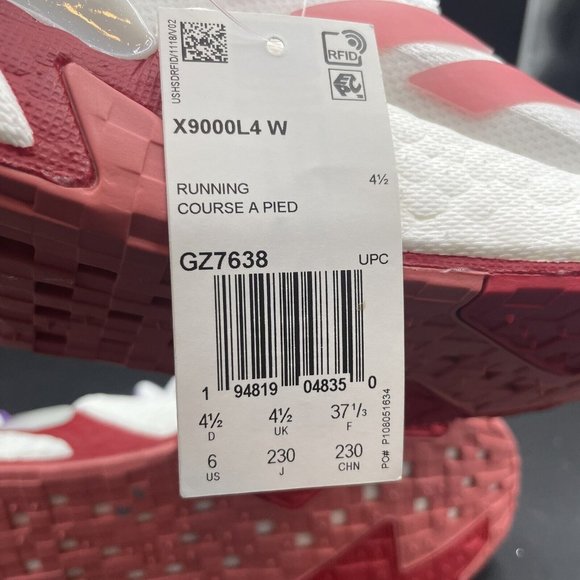 USHSDRFID/1118/V02
RFID
X9000L4 W
4½
RUNNING
COURSE A PIED
GZ7638
UPC
1 94819 04835 0
4½ 4½ 37⅓
D UK F
6 230 230
US J CHN
PO# P108051634